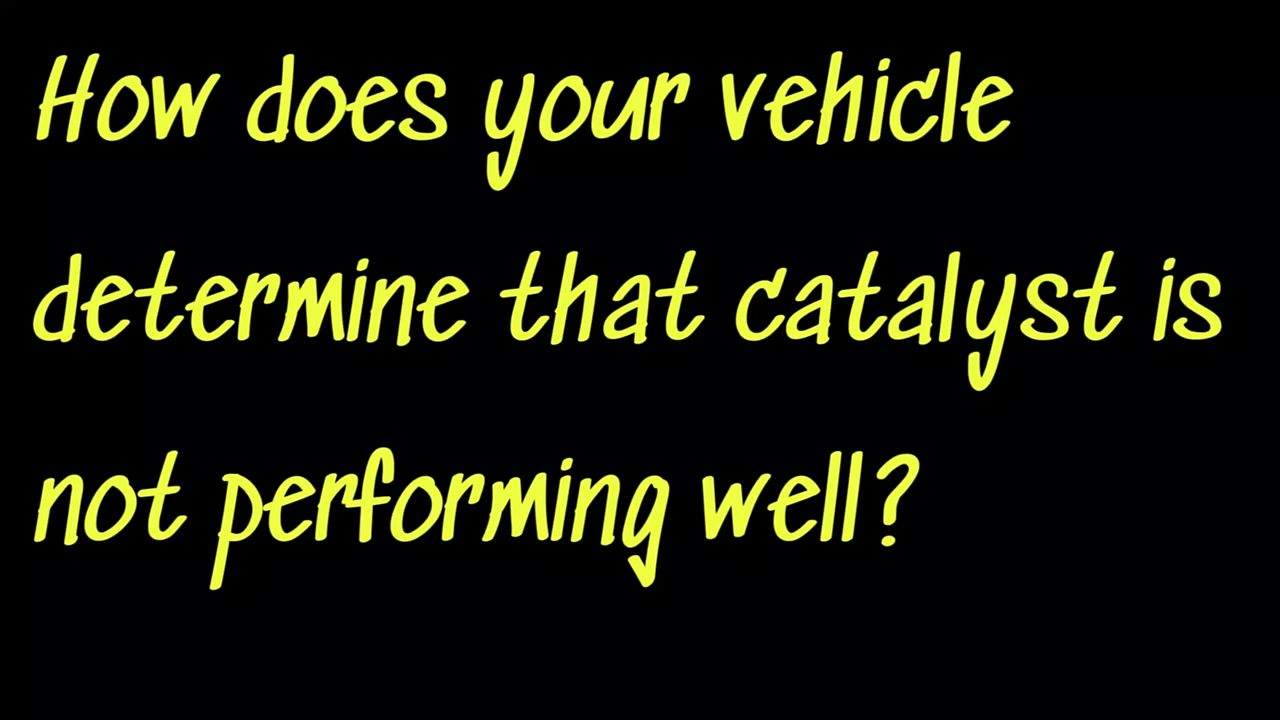 How does your vehicle
determine that catalyst is
not performing well?